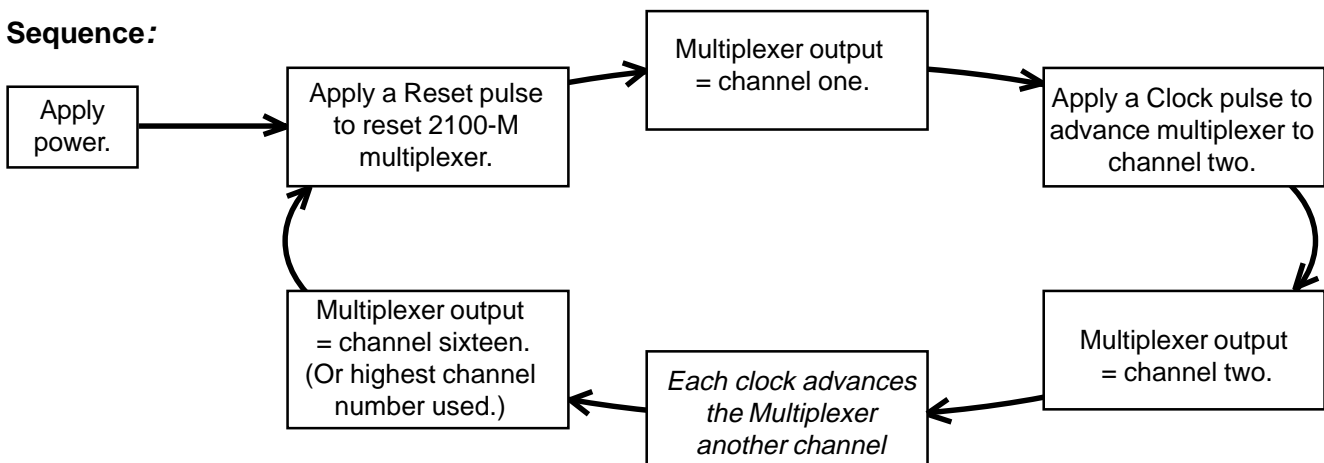 Sequence:
Apply
power.
Apply a Reset pulse
to reset 2100-M
multiplexer.
Multiplexer output
= channel one.
Apply a Clock pulse to
advance multiplexer to
channel two.
Multiplexer output
= channel two.
Each clock advances
the Multiplexer
another channel
Multiplexer output
= channel sixteen.
(Or highest channel
number used.)